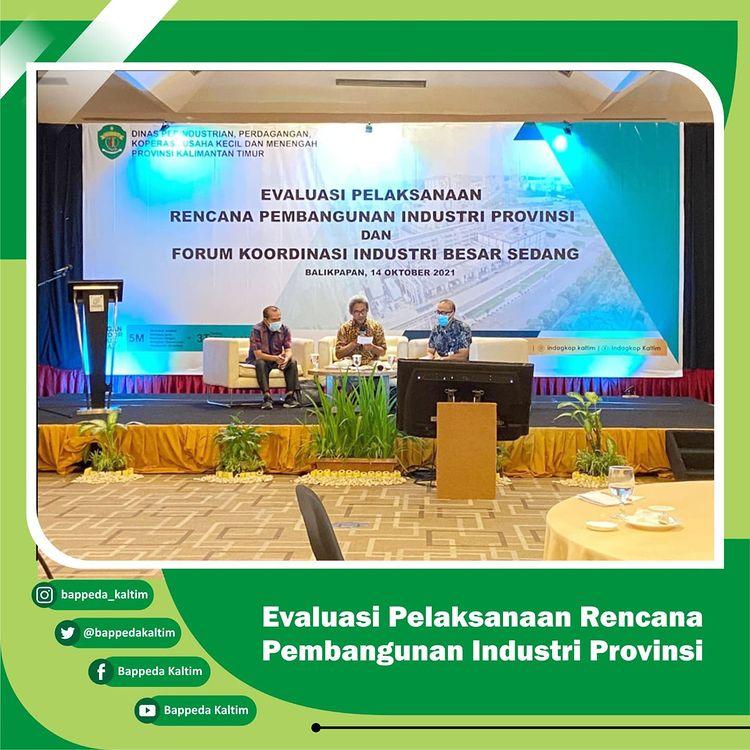 DINAS PERINDUSTRIAN, PERDAGANGAN,
KOPERASI, USAHA KECIL DAN MENENGAH
PROVINSI KALIMANTAN TIMUR
EVALUASI PELAKSANAAN
RENCANA PEMBANGUNAN INDUSTRI PROVINSI
DAN
FORUM KOORDINASI INDUSTRI BESAR SEDANG
BALIKPAPAN, 14 OKTOBER 2021
5M
3T
indagkop.kaltim
Indagkop Kaltim
bappeda_kaltim
@bappedakaltim
Bappeda Kaltim
Bappeda Kaltim
Evaluasi Pelaksanaan Rencana
Pembangunan Industri Provinsi